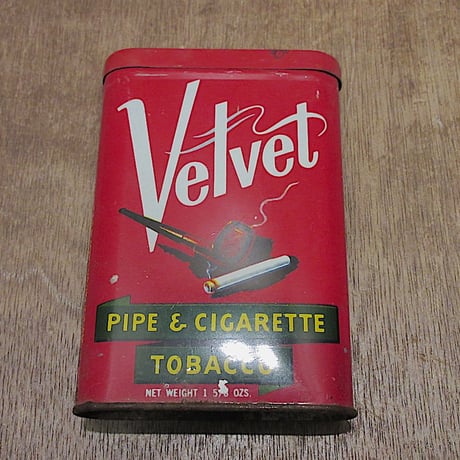 Velvet
PIPE & CIGARETTE
TOBACCO
NET WEIGHT 1 5/8 OZS.